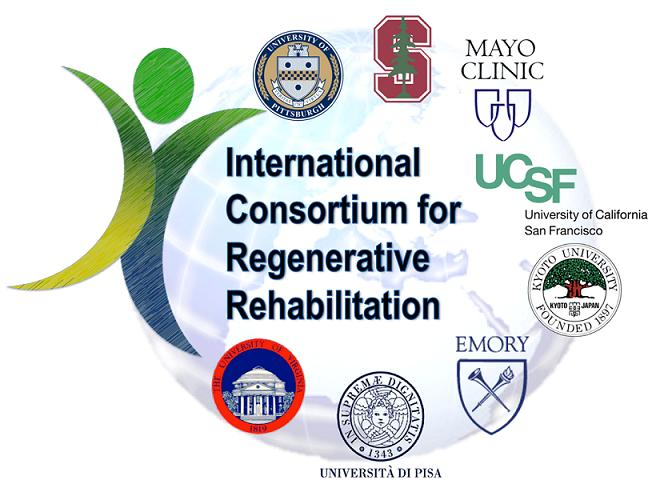 UNIVERSITY OF
PITTSBURGH
S
MAYO
CLINIC
International
Consortium for
Regenerative
Rehabilitation
UCSF
University of California
San Francisco
KYOTO UNIVERSITY
KYOTO JAPAN
FOUNDED 1897
EMORY
THE UNIVERSITY OF VIRGINIA
1819
IN SUPREMÆ DIGNITATIS
1343
UNIVERSITÀ DI PISA